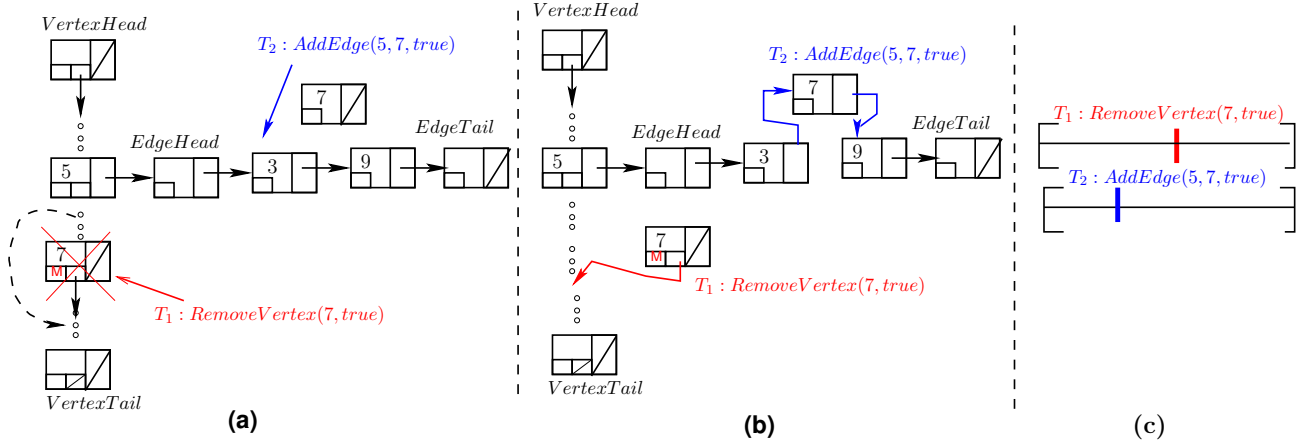 VertexHead
T₂ : AddEdge(5, 7, true)
7
EdgeHead
EdgeTail
5
3
9
7
M
T₁ : RemoveVertex(7, true)
VertexTail
(a)
VertexHead
T₂ : AddEdge(5, 7, true)
7
EdgeHead
EdgeTail
5
3
9
7
M
T₁ : RemoveVertex(7, true)
VertexTail
(b)
T₁ : RemoveVertex(7, true)
T₂ : AddEdge(5, 7, true)
(c)